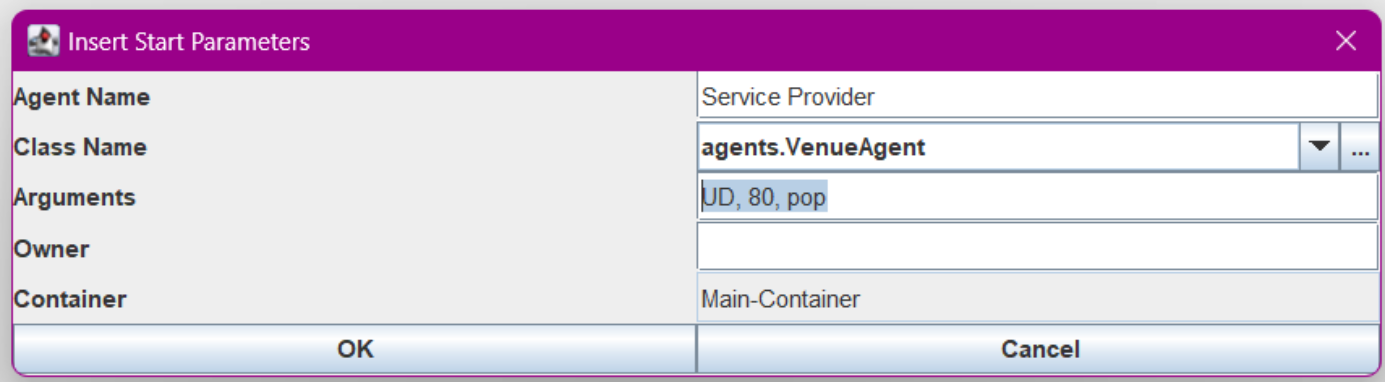 Insert Start Parameters
Agent Name Service Provider
Class Name agents.VenueAgent ...
Arguments UD, 80, pop
Owner
Container Main-Container
OK Cancel